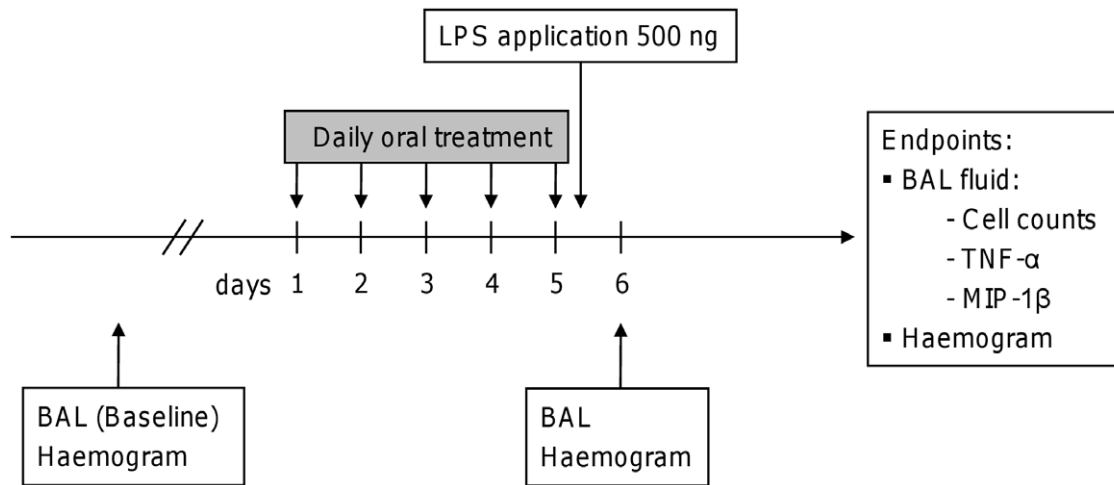 LPS application 500 ng
Daily oral treatment
days 1 2 3 4 5 6
BAL (Baseline)
Haemogram
BAL
Haemogram
Endpoints:
▪ BAL fluid:
- Cell counts
- TNF-α
- MIP-1β
▪ Haemogram